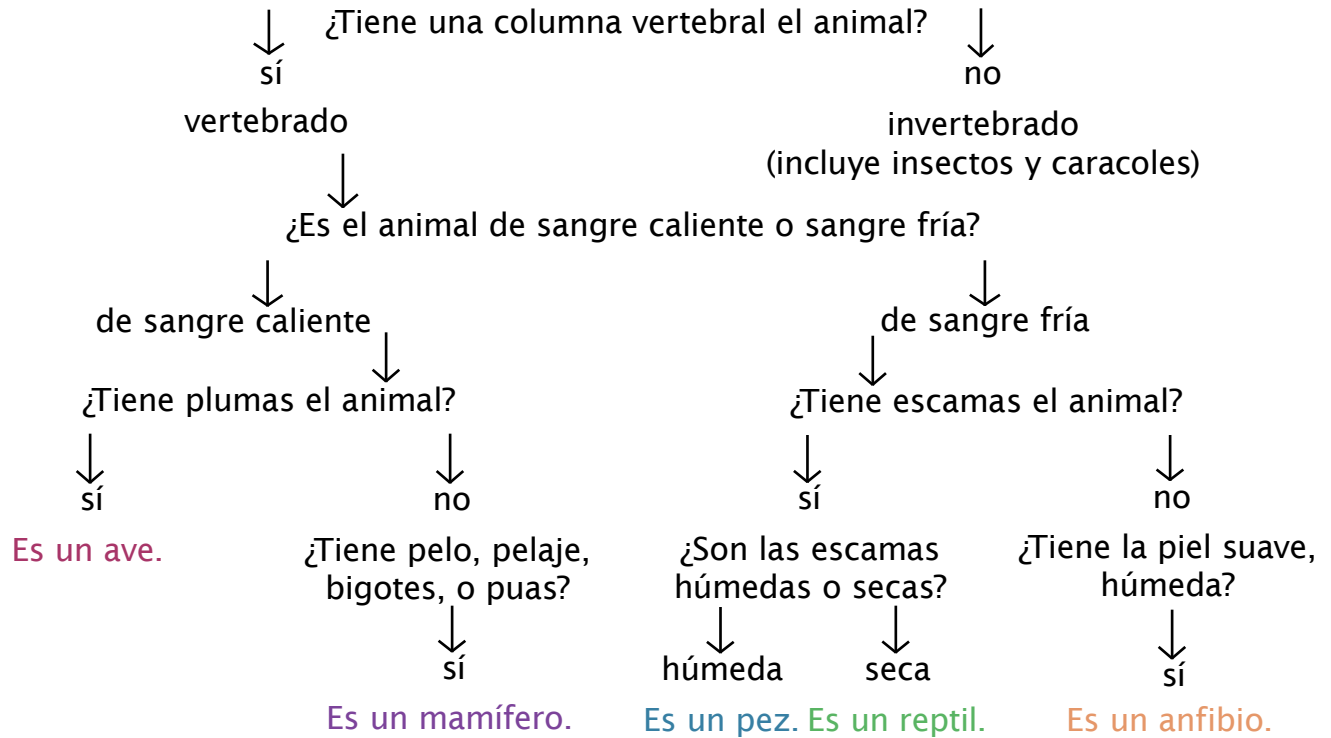 ¿Tiene una columna vertebral el animal?
sí
no
vertebrado
invertebrado
(incluye insectos y caracoles)
¿Es el animal de sangre caliente o sangre fría?
de sangre caliente
de sangre fría
¿Tiene plumas el animal?
¿Tiene escamas el animal?
sí
no
sí
no
Es un ave.
¿Tiene pelo, pelaje,
bigotes, o puas?
¿Son las escamas
húmedas o secas?
¿Tiene la piel suave,
húmeda?
sí
húmeda
seca
sí
Es un mamífero.
Es un pez.
Es un reptil.
Es un anfibio.